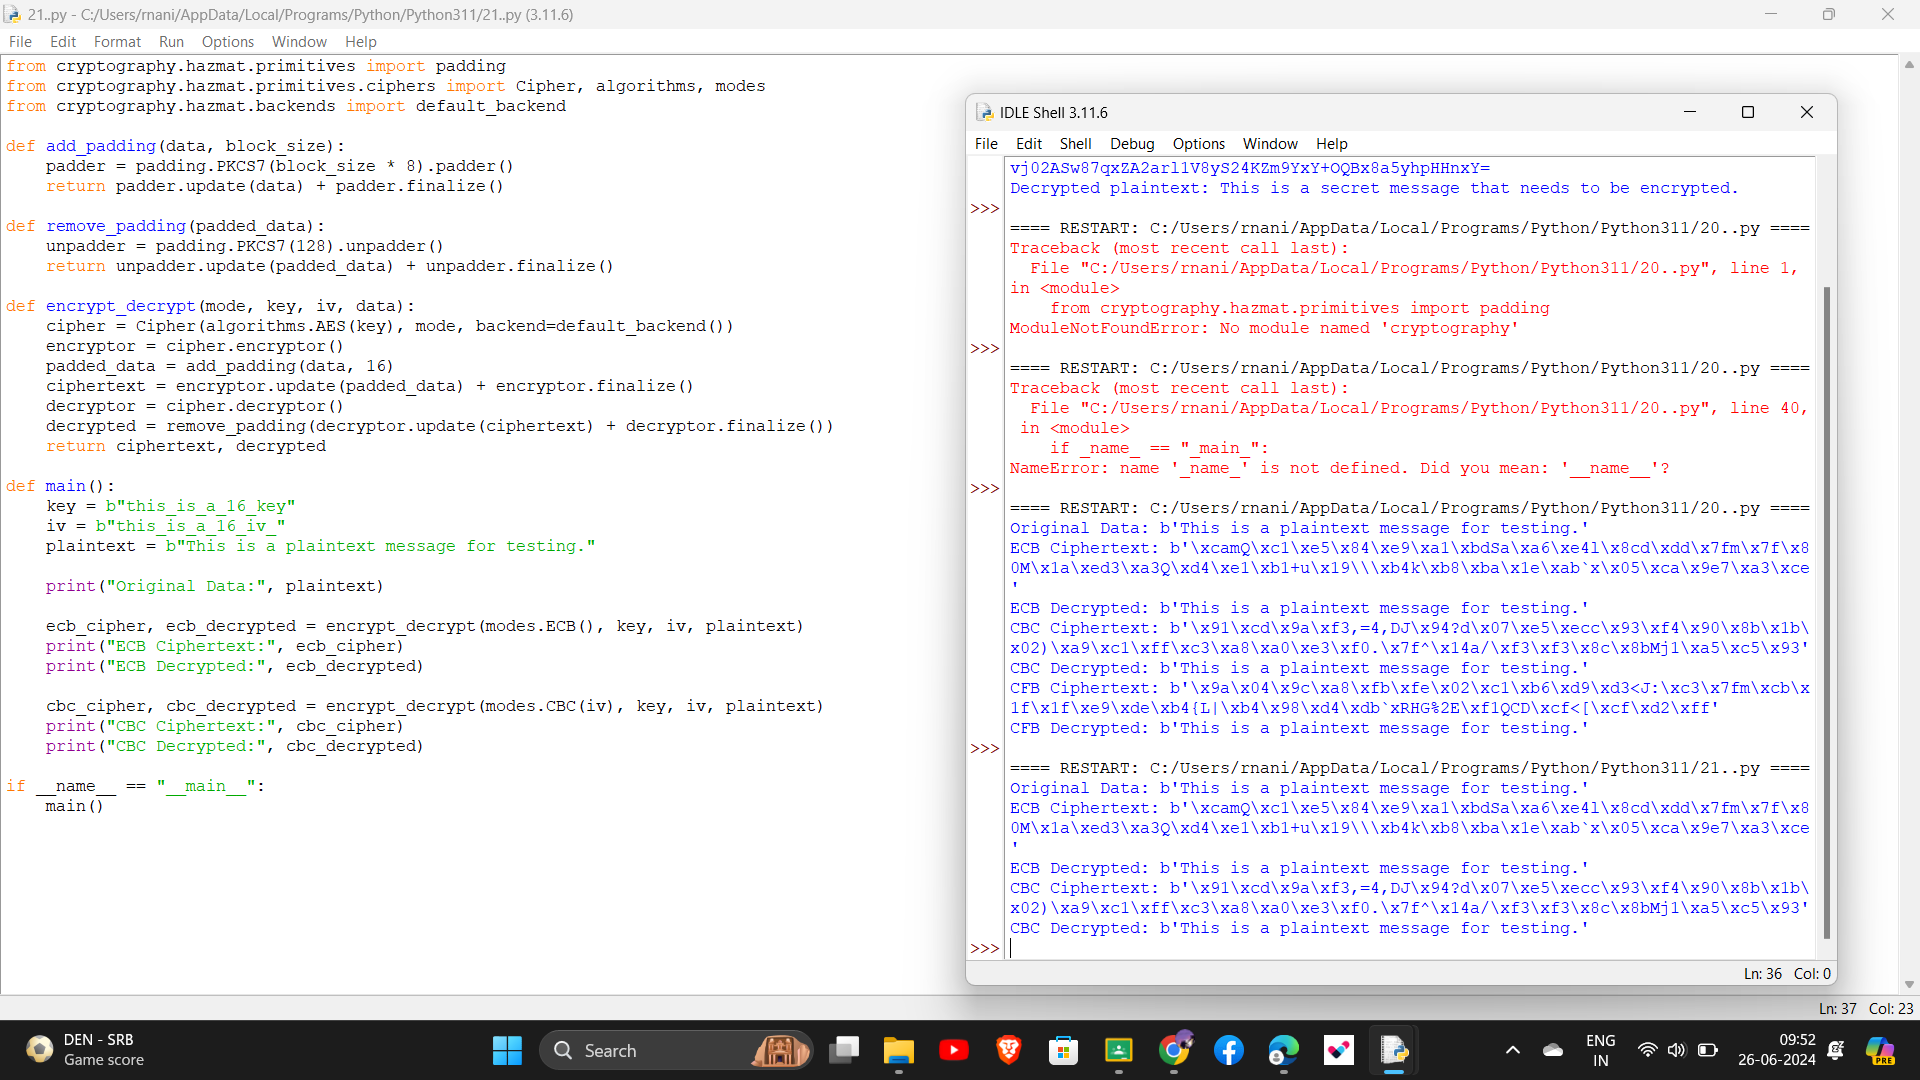 21..py - C:/Users/rnani/AppData/Local/Programs/Python/Python311/21..py (3.11.6)
File Edit Format Run Options Window Help
from cryptography.hazmat.primitives import padding
from cryptography.hazmat.primitives.ciphers import Cipher, algorithms, modes
from cryptography.hazmat.backends import default_backend
def add_padding(data, block_size):
    padder = padding.PKCS7(block_size * 8).padder()
    return padder.update(data) + padder.finalize()
def remove_padding(padded_data):
    unpadder = padding.PKCS7(128).unpadder()
    return unpadder.update(padded_data) + unpadder.finalize()
def encrypt_decrypt(mode, key, iv, data):
    cipher = Cipher(algorithms.AES(key), mode, backend=default_backend())
    encryptor = cipher.encryptor()
    padded_data = add_padding(data, 16)
    ciphertext = encryptor.update(padded_data) + encryptor.finalize()
    decryptor = cipher.decryptor()
    decrypted = remove_padding(decryptor.update(ciphertext) + decryptor.finalize())
    return ciphertext, decrypted
def main():
    key = b"this_is_a_16_key"
    iv = b"this_is_a_16_iv_"
    plaintext = b"This is a plaintext message for testing."
    print("Original Data:", plaintext)
    ecb_cipher, ecb_decrypted = encrypt_decrypt(modes.ECB(), key, iv, plaintext)
    print("ECB Ciphertext:", ecb_cipher)
    print("ECB Decrypted:", ecb_decrypted)
    cbc_cipher, cbc_decrypted = encrypt_decrypt(modes.CBC(iv), key, iv, plaintext)
    print("CBC Ciphertext:", cbc_cipher)
    print("CBC Decrypted:", cbc_decrypted)
if __name__ == "__main__":
    main()
IDLE Shell 3.11.6
File Edit Shell Debug Options Window Help
vj02ASw87qxZA2arl1V8yS24KZm9YxY+OQBx8a5yhpHHnxY=
Decrypted plaintext: This is a secret message that needs to be encrypted.
>>>
==== RESTART: C:/Users/rnani/AppData/Local/Programs/Python/Python311/20..py ====
Traceback (most recent call last):
  File "C:/Users/rnani/AppData/Local/Programs/Python/Python311/20..py", line 1,
in <module>
    from cryptography.hazmat.primitives import padding
ModuleNotFoundError: No module named 'cryptography'
>>>
==== RESTART: C:/Users/rnani/AppData/Local/Programs/Python/Python311/20..py ====
Traceback (most recent call last):
  File "C:/Users/rnani/AppData/Local/Programs/Python/Python311/20..py", line 40,
 in <module>
    if _name_ == "_main_":
NameError: name '_name_' is not defined. Did you mean: '__name__'?
>>>
==== RESTART: C:/Users/rnani/AppData/Local/Programs/Python/Python311/20..py ====
Original Data: b'This is a plaintext message for testing.'
ECB Ciphertext: b'\xcamQ\xc1\xe5\x84\xe9\xa1\xbdSa\xa6\xe4l\x8cd\xdd\x7fm\x7f\x8
0M\x1a\xed3\xa3Q\xd4\xe1\xb1+u\x19\\\xb4k\xb8\xba\x1e\xab`x\x05\xca\x9e7\xa3\xce
'
ECB Decrypted: b'This is a plaintext message for testing.'
CBC Ciphertext: b'\x91\xcd\x9a\xf3,=4,DJ\x94?d\x07\xe5\xecc\x93\xf4\x90\x8b\x1b\
x02)\xa9\xc1\xff\xc3\xa8\xa0\xe3\xf0.\x7f^\x14a/\xf3\xf3\x8c\x8bMj1\xa5\xc5\x93'
CBC Decrypted: b'This is a plaintext message for testing.'
CFB Ciphertext: b'\x9a\x04\x9c\xa8\xfb\xfe\x02\xc1\xb6\xd9\xd3<J:\xc3\x7fm\xcb\x
1f\x1f\xe9\xde\xb4{L|\xb4\x98\xd4\xdb`xRHG%2E\xf1QCD\xcf<[\xcf\xd2\xff'
CFB Decrypted: b'This is a plaintext message for testing.'
>>>
==== RESTART: C:/Users/rnani/AppData/Local/Programs/Python/Python311/21..py ====
Original Data: b'This is a plaintext message for testing.'
ECB Ciphertext: b'\xcamQ\xc1\xe5\x84\xe9\xa1\xbdSa\xa6\xe4l\x8cd\xdd\x7fm\x7f\x8
0M\x1a\xed3\xa3Q\xd4\xe1\xb1+u\x19\\\xb4k\xb8\xba\x1e\xab`x\x05\xca\x9e7\xa3\xce
'
ECB Decrypted: b'This is a plaintext message for testing.'
CBC Ciphertext: b'\x91\xcd\x9a\xf3,=4,DJ\x94?d\x07\xe5\xecc\x93\xf4\x90\x8b\x1b\
x02)\xa9\xc1\xff\xc3\xa8\xa0\xe3\xf0.\x7f^\x14a/\xf3\xf3\x8c\x8bMj1\xa5\xc5\x93'
CBC Decrypted: b'This is a plaintext message for testing.'
>>>
Ln: 36 Col: 0
Ln: 37 Col: 23
DEN - SRB
Game score
Search
ENG
IN
09:52
26-06-2024
PRE